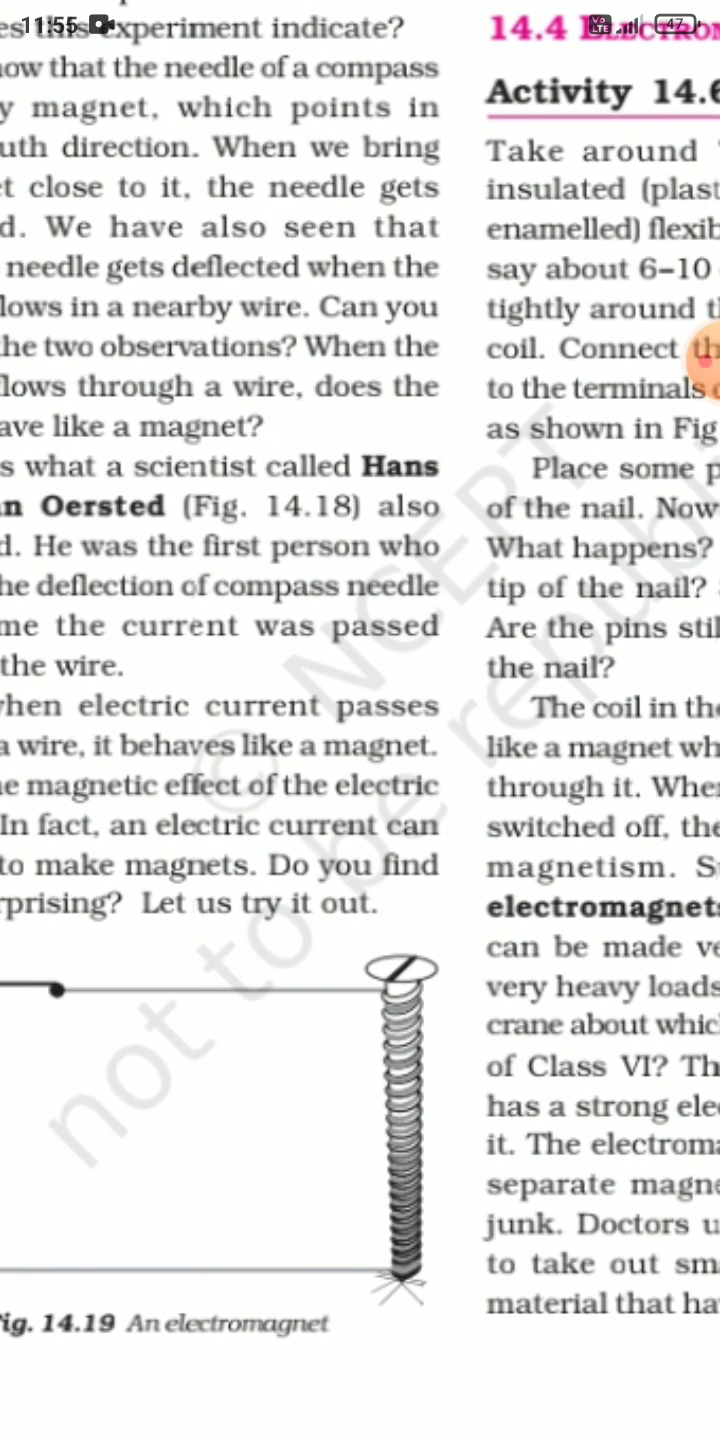 11:55
47
es this experiment indicate?
now that the needle of a compass
y magnet, which points in
uth direction. When we bring
et close to it, the needle gets
d. We have also seen that
needle gets deflected when the
lows in a nearby wire. Can you
he two observations? When the
flows through a wire, does the
ave like a magnet?
s what a scientist called Hans
n Oersted (Fig. 14.18) also
d. He was the first person who
he deflection of compass needle
me the current was passed
the wire.
when electric current passes
a wire, it behaves like a magnet.
e magnetic effect of the electric
In fact, an electric current can
to make magnets. Do you find
rprising? Let us try it out.
ig. 14.19 An electromagnet
14.4 ELECTRON
Activity 14.6
Take around
insulated (plast
enamelled) flexib
say about 6–10
tightly around t
coil. Connect th
to the terminals
as shown in Fig
Place some p
of the nail. Now
What happens?
tip of the nail?
Are the pins stil
the nail?
The coil in the
like a magnet wh
through it. When
switched off, the
magnetism. S
electromagnets
can be made ve
very heavy loads
crane about which
of Class VI? Th
has a strong elec
it. The electroma
separate magne
junk. Doctors u
to take out sma
material that ha
© NCERT
not to be republi